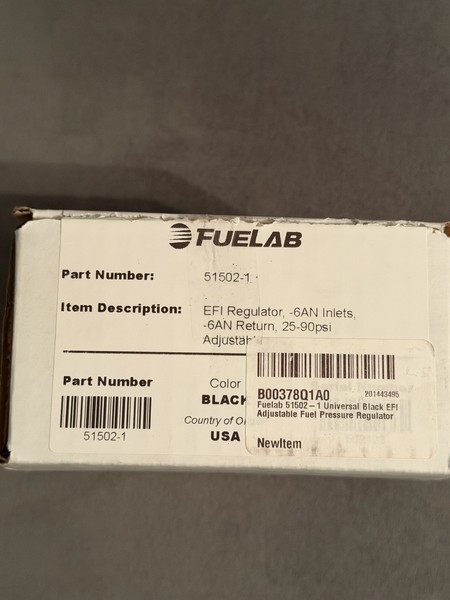 FUELAB
Part Number: 51502-1
Item Description: EFI Regulator, -6AN Inlets,
-6AN Return, 25-90psi
Part Number
Color
BLACK
51502-1
Country of
USA
B00378Q1A0 201443495
Fuelab 51502-1 Universal Black EFI
Adjustable Fuel Pressure Regulator
NewItem